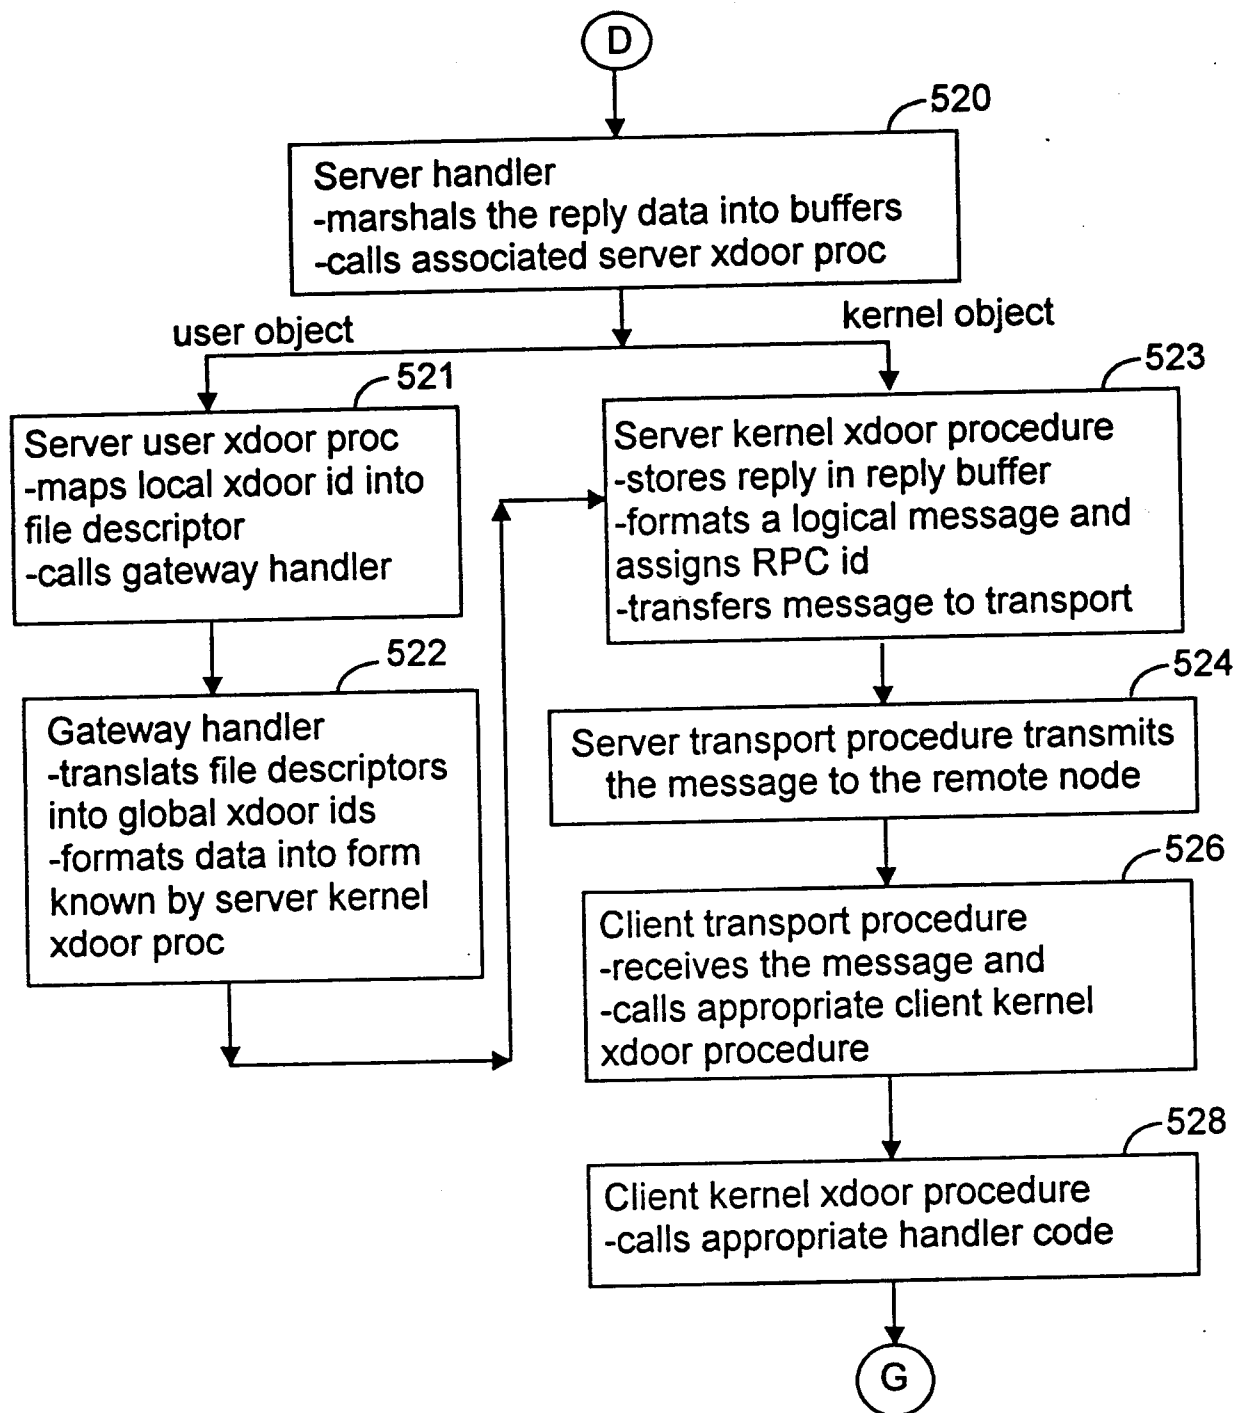 D
520
Server handler
-marshals the reply data into buffers
-calls associated server xdoor proc
user object
kernel object
521
Server user xdoor proc
-maps local xdoor id into
file descriptor
-calls gateway handler
522
Gateway handler
-translats file descriptors
into global xdoor ids
-formats data into form
known by server kernel
xdoor proc
523
Server kernel xdoor procedure
-stores reply in reply buffer
-formats a logical message and
assigns RPC id
-transfers message to transport
524
Server transport procedure transmits
the message to the remote node
526
Client transport procedure
-receives the message and
-calls appropriate client kernel
xdoor procedure
528
Client kernel xdoor procedure
-calls appropriate handler code
G